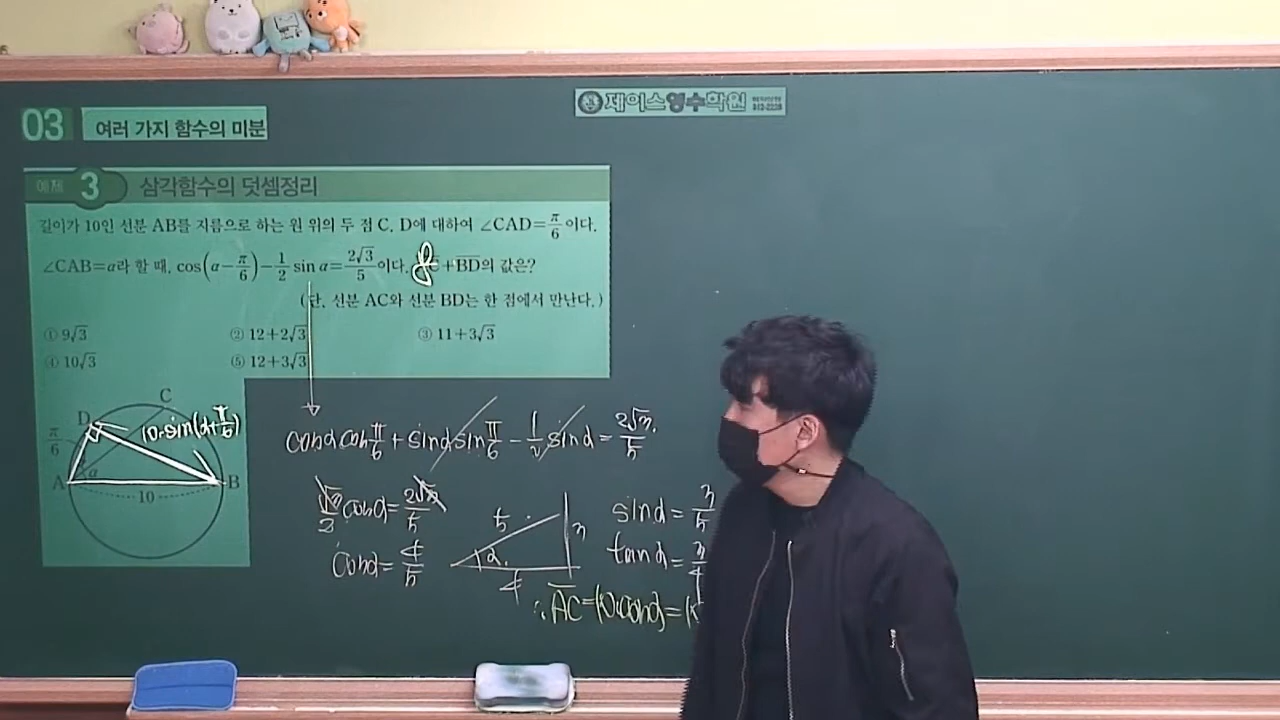 제이스영수학원
03 여러 가지 함수의 미분
예제 3 삼각함수의 덧셈정리
길이가 10인 선분 AB를 지름으로 하는 원 위의 두 점 C, D에 대하여 ∠CAD=π/6이다.
∠CAB=α라 할 때, cos(α-π/6)-1/2 sin α=2√3/5이다. 8 +BD의 값은?
(단, 선분 AC와 선분 BD는 한 점에서 만난다.)
① 9√3 ② 12+2√3 ③ 11+3√3
④ 10√3 ⑤ 12+3√3
C
D 10·sin(α+π/6)
π/6
α
A B
10
cosα cos π/6 + sinα sin π/6 - 1/2 sinα = 2√3/5
√3/2 cosα = 2√3/5
cosα = 4/5
5 3
α
4
sinα = 3/5
tanα = 3/4
∴ AC = 10·cosα =